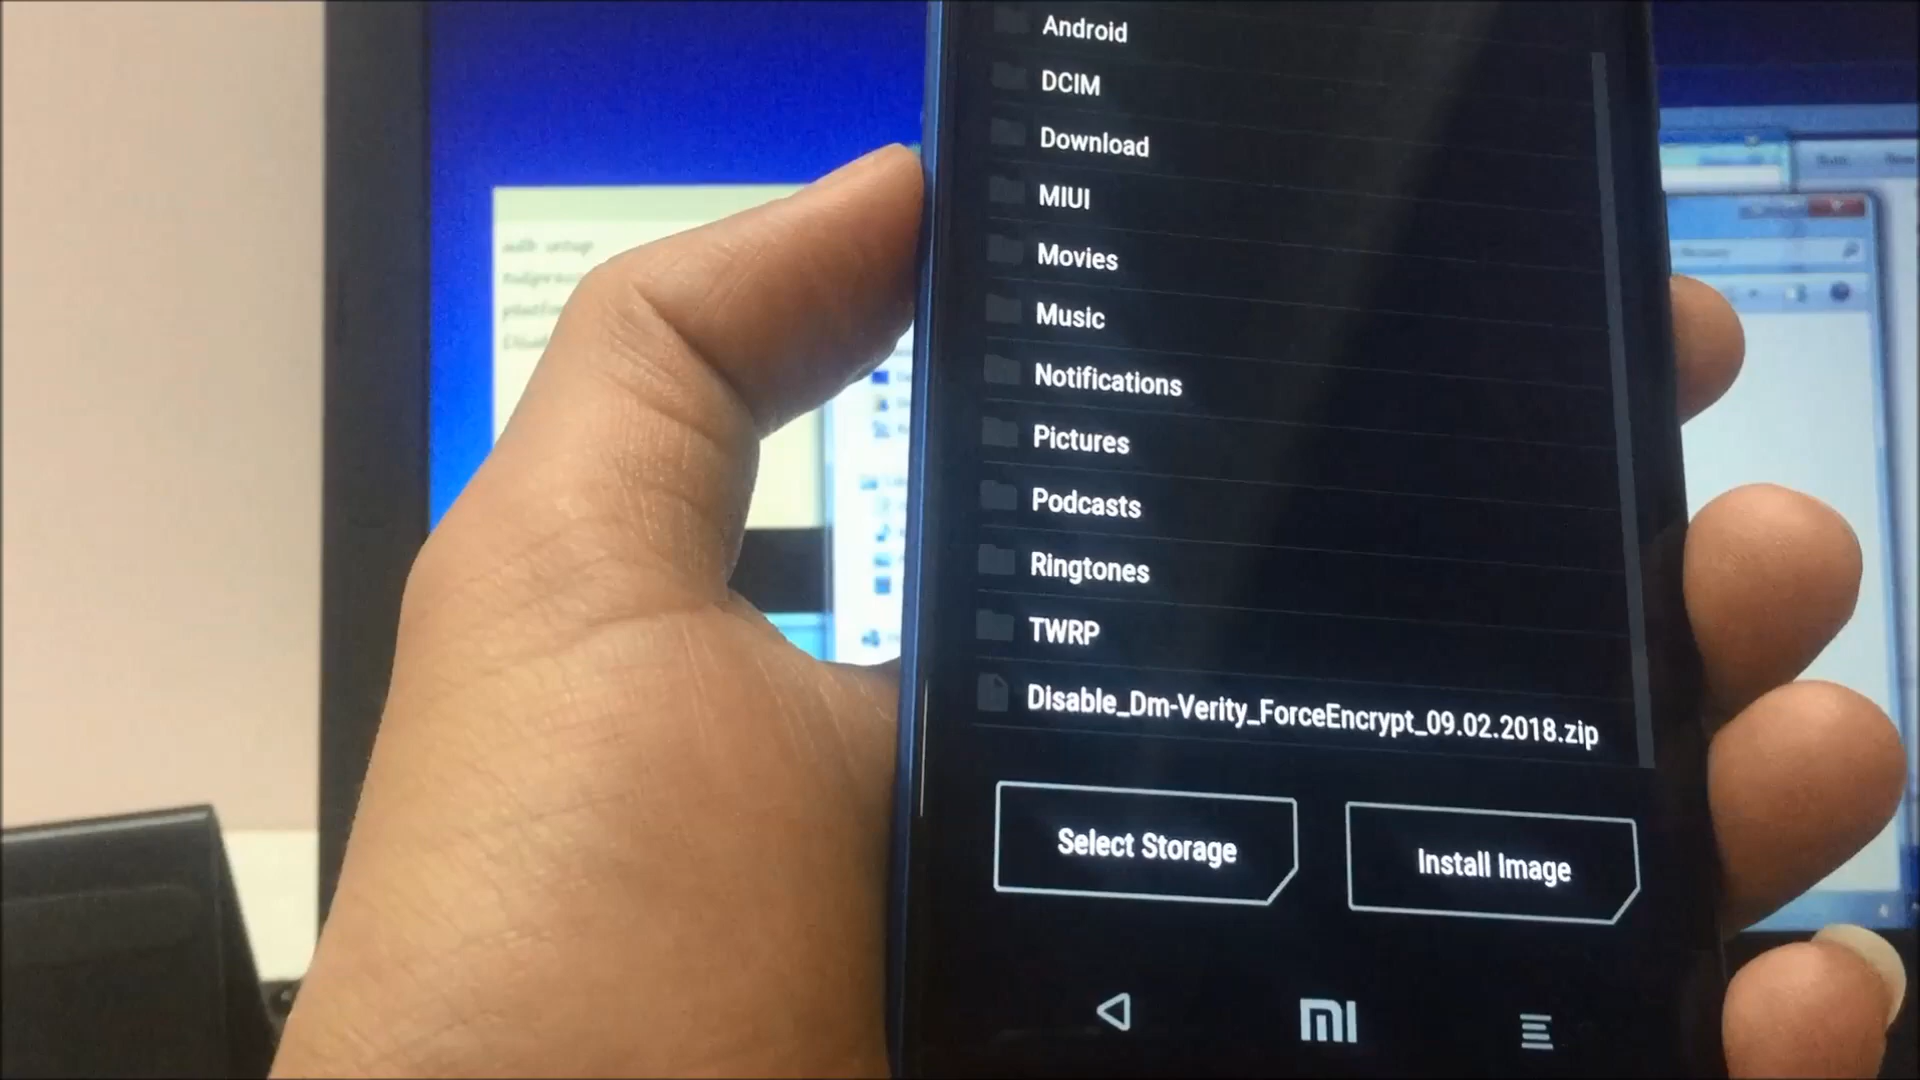 Android
DCIM
Download
MIUI
Movies
Music
Notifications
Pictures
Podcasts
Ringtones
TWRP
Disable_Dm-Verity_ForceEncrypt_09.02.2018.zip
Select Storage
Install Image
mi